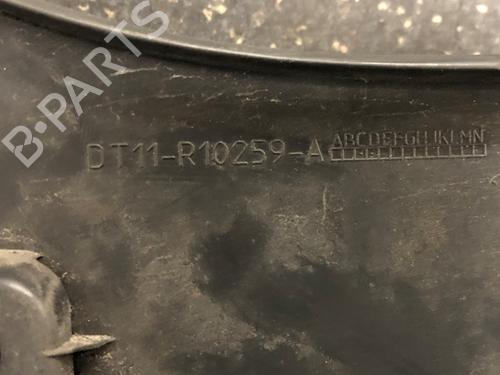 B-PARTS
ABCDEFGHJKLMN
DT11-R10259-A